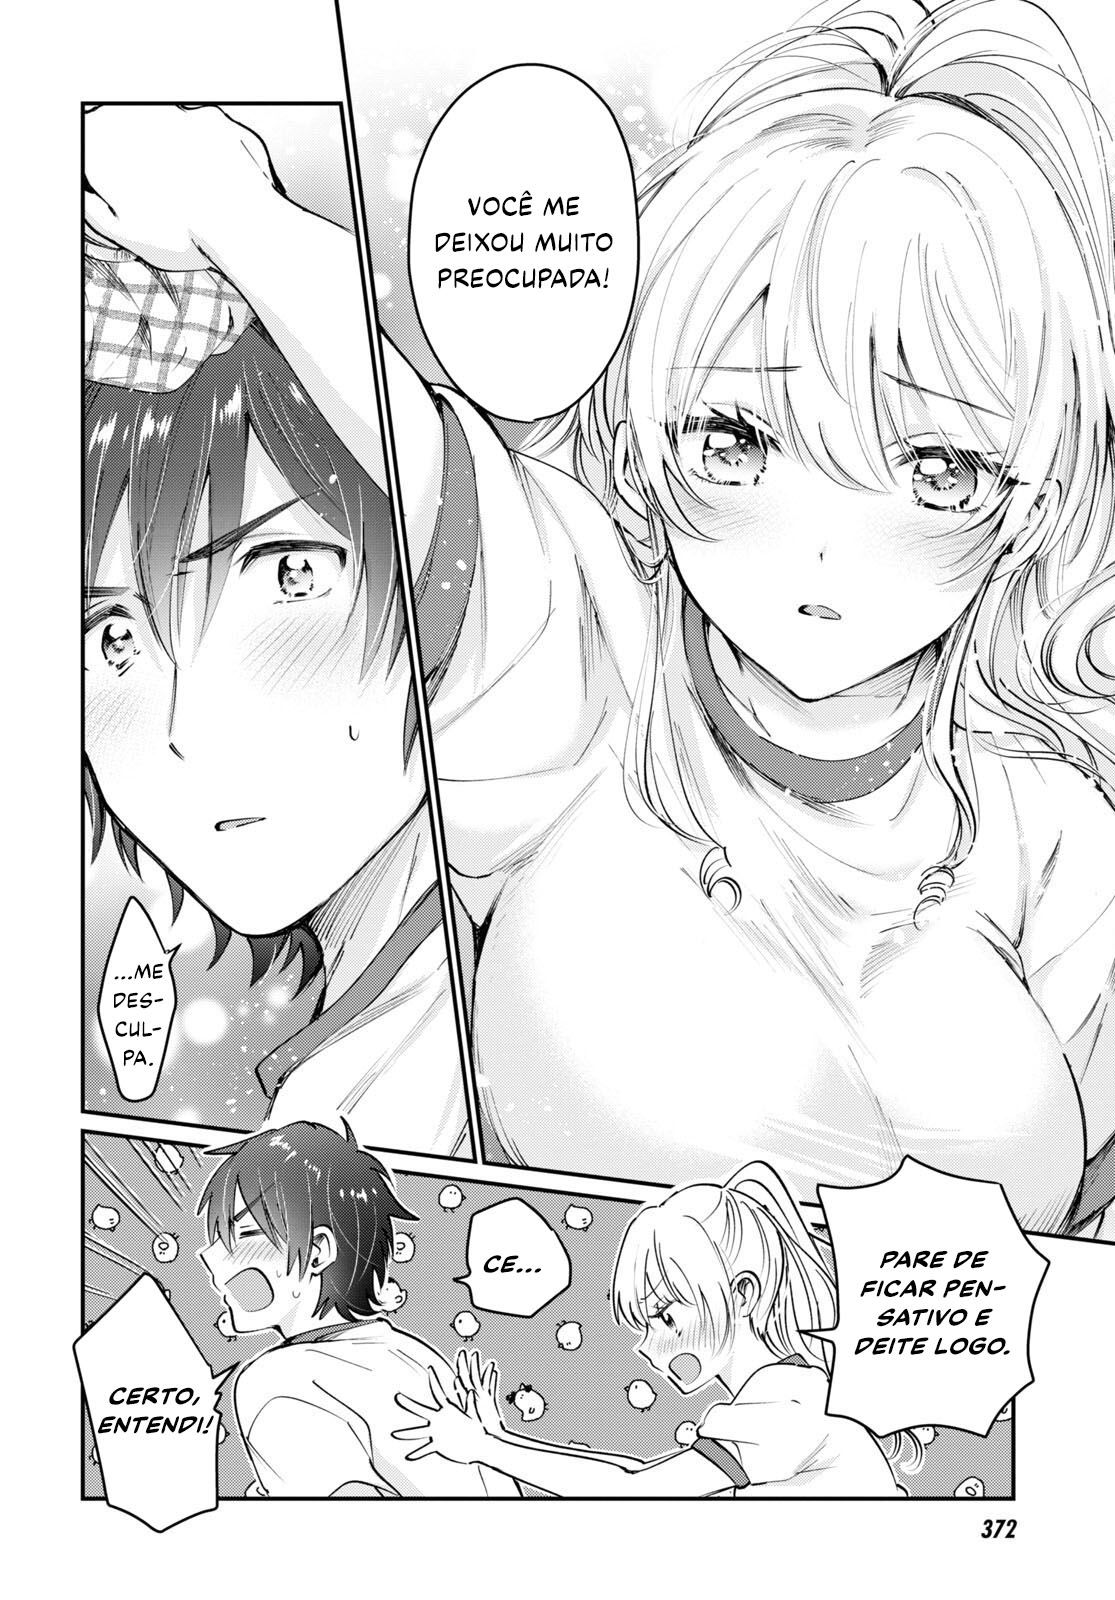 VOCÊ ME
DEIXOU MUITO
PREOCUPADA!
...ME
DES-
CUL-
PA.
PARE DE
FICAR PEN-
SATIVO E
DEITE LOGO.
CE...
CERTO,
ENTENDI!
372